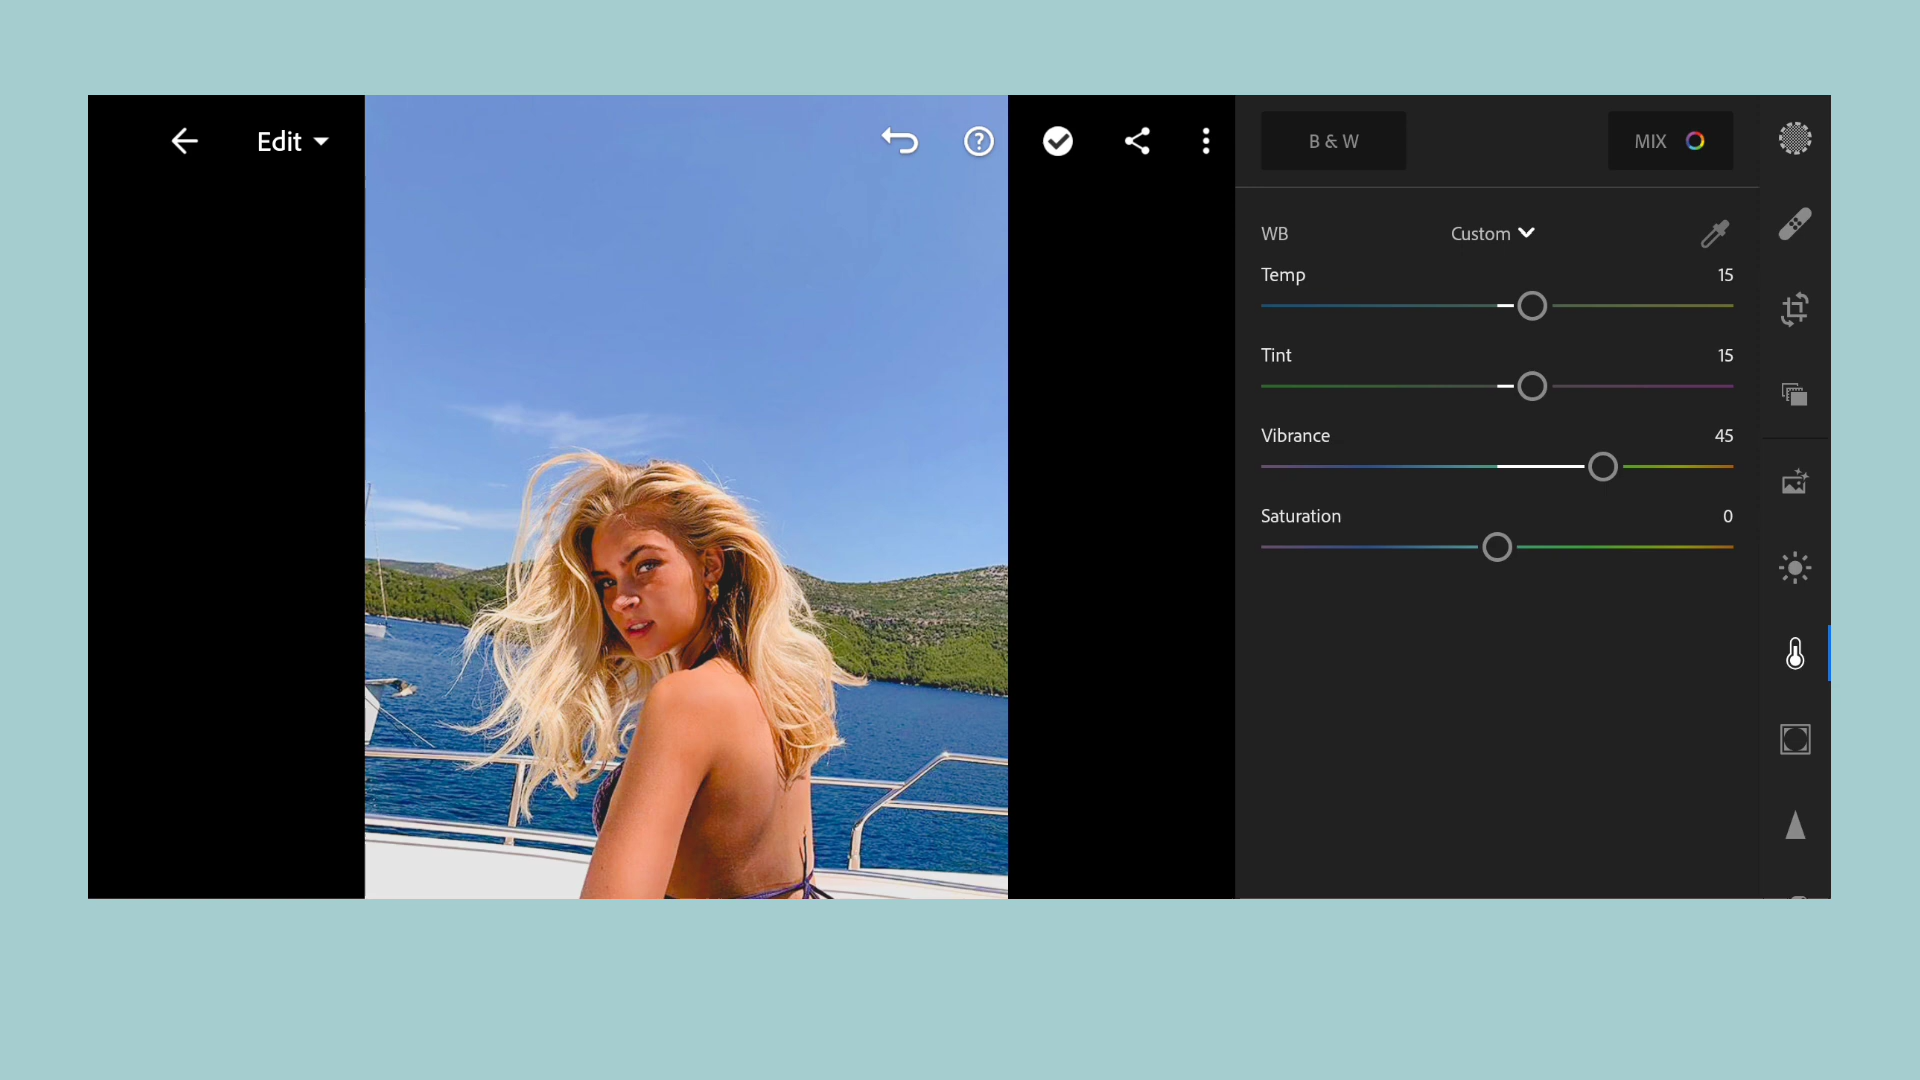 Edit
B & W
MIX
WB
Custom
Temp
15
Tint
15
Vibrance
45
Saturation
0